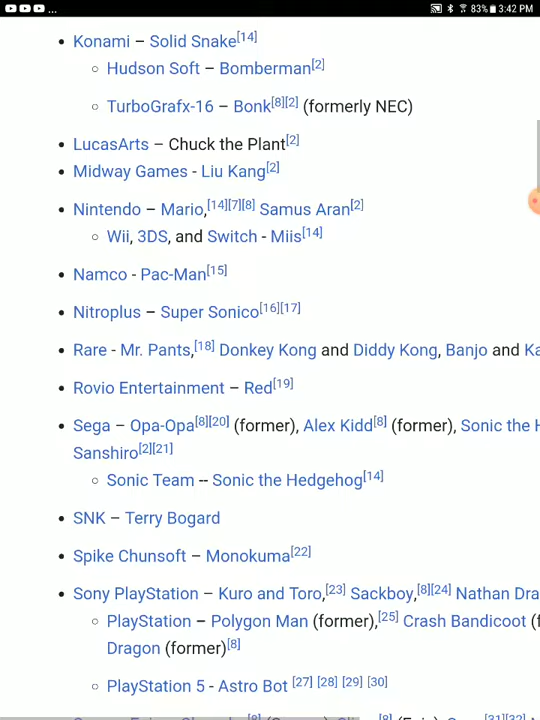 ... 83% 3:42 PM
• Konami – Solid Snake[14]
◦ Hudson Soft – Bomberman[2]
◦ TurboGrafx-16 – Bonk[8][2] (formerly NEC)
• LucasArts – Chuck the Plant[2]
• Midway Games - Liu Kang[2]
• Nintendo – Mario,[14][7][8] Samus Aran[2]
◦ Wii, 3DS, and Switch - Miis[14]
• Namco - Pac-Man[15]
• Nitroplus – Super Sonico[16][17]
• Rare - Mr. Pants,[18] Donkey Kong and Diddy Kong, Banjo and Ka
• Rovio Entertainment – Red[19]
• Sega – Opa-Opa[8][20] (former), Alex Kidd[8] (former), Sonic the H
Sanshiro[2][21]
◦ Sonic Team -- Sonic the Hedgehog[14]
• SNK – Terry Bogard
• Spike Chunsoft – Monokuma[22]
• Sony PlayStation – Kuro and Toro,[23] Sackboy,[8][24] Nathan Dra
◦ PlayStation – Polygon Man (former),[25] Crash Bandicoot (f
Dragon (former)[8]
◦ PlayStation 5 - Astro Bot [27] [28] [29] [30]